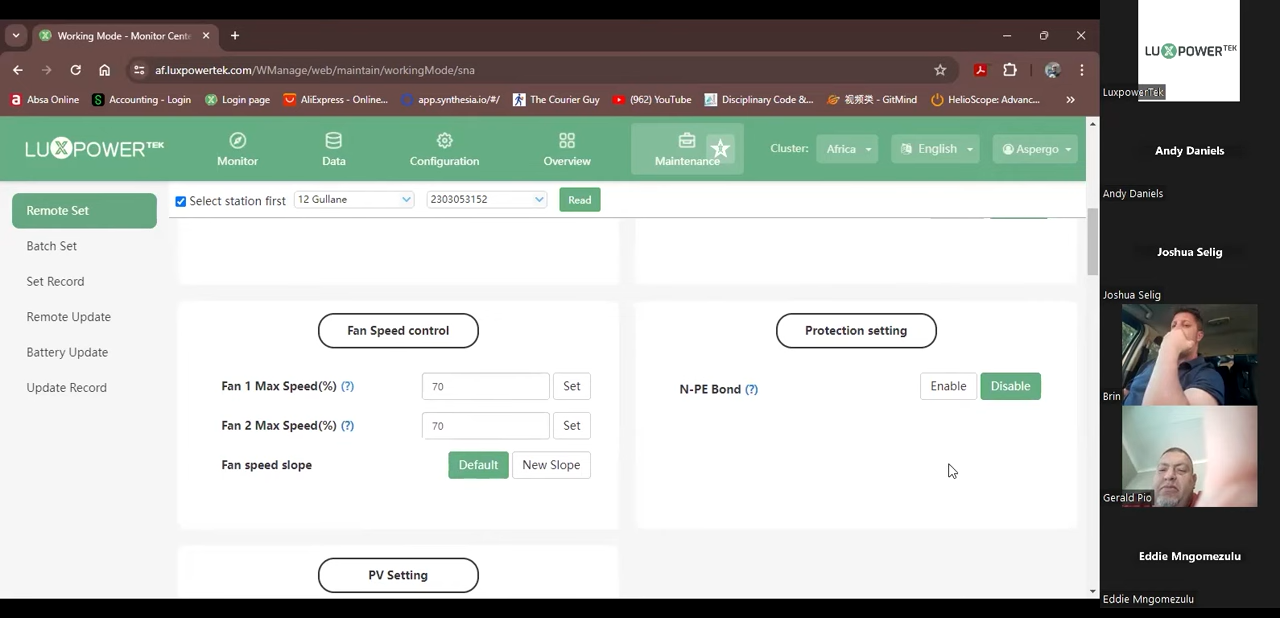 Working Mode - Monitor Cente
af.luxpowertek.com/WManage/web/maintain/workingMode/sna
Absa Online
Accounting - Login
Login page
AliExpress - Online...
app.synthesia.io/#/
The Courier Guy
(962) YouTube
Disciplinary Code &...
视频类 - GitMind
HelioScope: Advanc...
LUXPOWERTEK
Monitor
Data
Configuration
Overview
Maintenance
Cluster:
Africa
English
Aspergo
Select station first
12 Gullane
2303053152
Read
Remote Set
Batch Set
Set Record
Remote Update
Battery Update
Update Record
Fan Speed control
Fan 1 Max Speed(%) (?)
70
Set
Fan 2 Max Speed(%) (?)
70
Set
Fan speed slope
Default
New Slope
Protection setting
N-PE Bond (?)
Enable
Disable
PV Setting
LUXPOWERTEK
LuxpowerTek
Andy Daniels
Andy Daniels
Joshua Selig
Joshua Selig
Brin
Gerald Pio
Eddie Mngomezulu
Eddie Mngomezulu